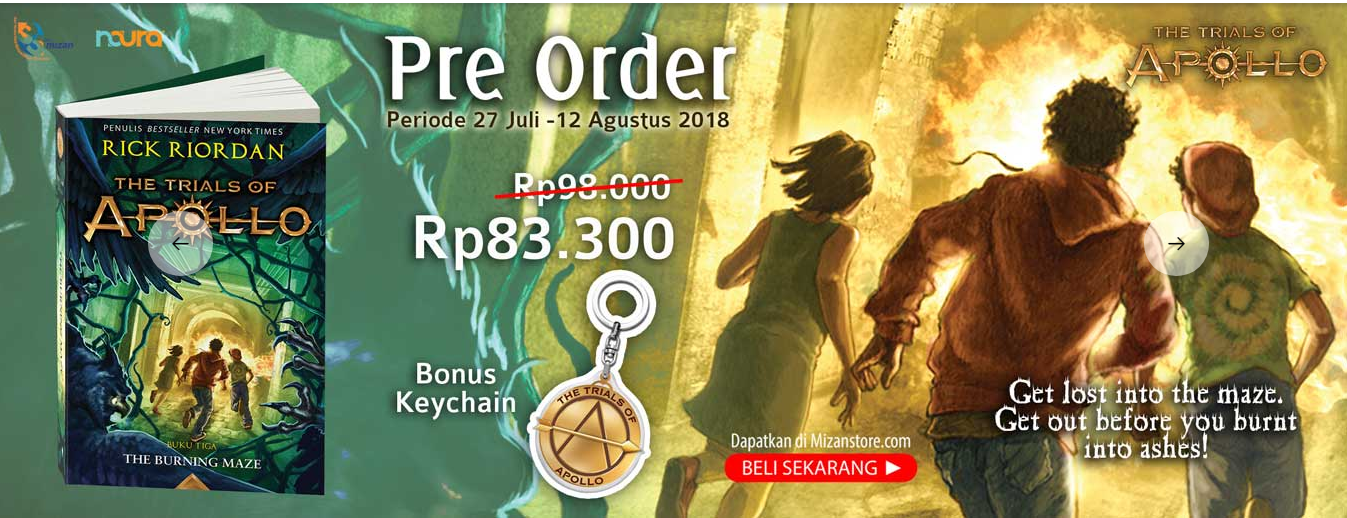 mizan
noura
PENULIS BESTSELLER NEW YORK TIMES
RICK RIORDAN
THE TRIALS OF
APOLLO
BUKU TIGA
THE BURNING MAZE
Pre Order
Periode 27 Juli -12 Agustus 2018
Rp98.000
Rp83.300
Bonus
Keychain
THE TRIALS OF
APOLLO
Dapatkan di Mizanstore.com
BELI SEKARANG
THE TRIALS OF
APOLLO
Get lost into the maze.
Get out before you burnt
into ashes!